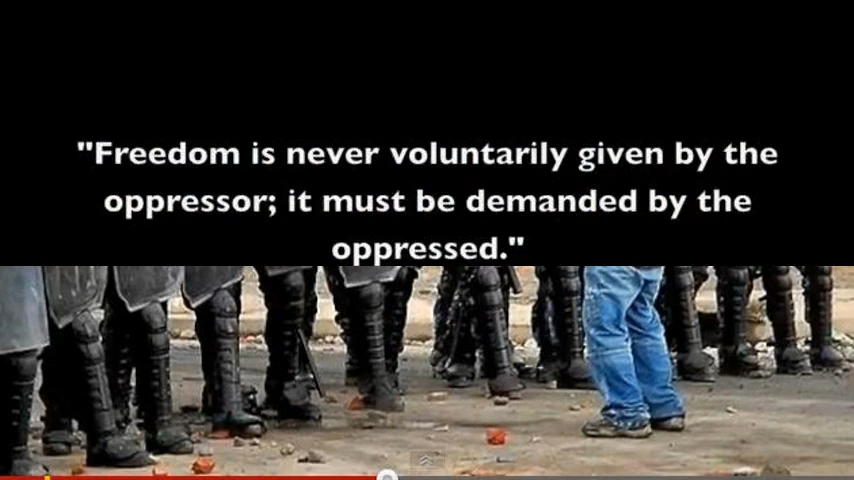 "Freedom is never voluntarily given by the
oppressor; it must be demanded by the
oppressed."